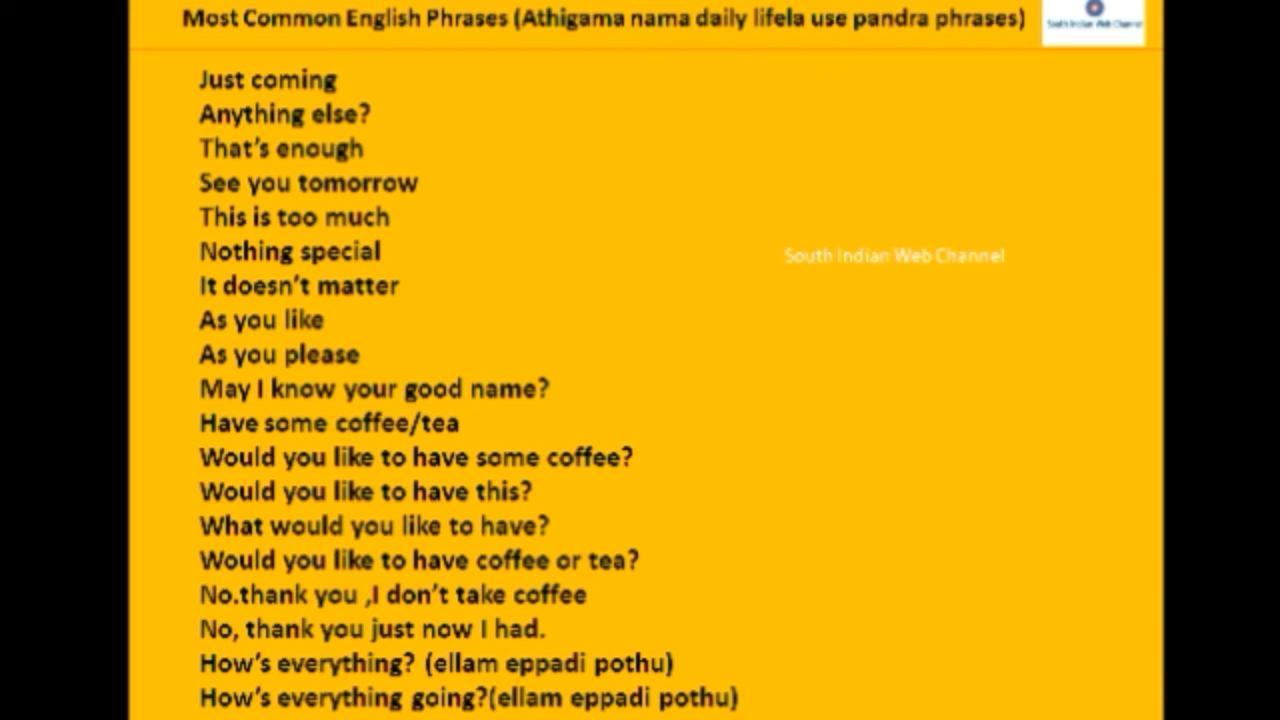 Most Common English Phrases (Athigama nama daily lifela use pandra phrases)
South Indian Web Channel
Just coming
Anything else?
That's enough
See you tomorrow
This is too much
Nothing special
South Indian Web Channel
It doesn't matter
As you like
As you please
May I know your good name?
Have some coffee/tea
Would you like to have some coffee?
Would you like to have this?
What would you like to have?
Would you like to have coffee or tea?
No.thank you ,I don't take coffee
No, thank you just now I had.
How's everything? (ellam eppadi pothu)
How's everything going?(ellam eppadi pothu)